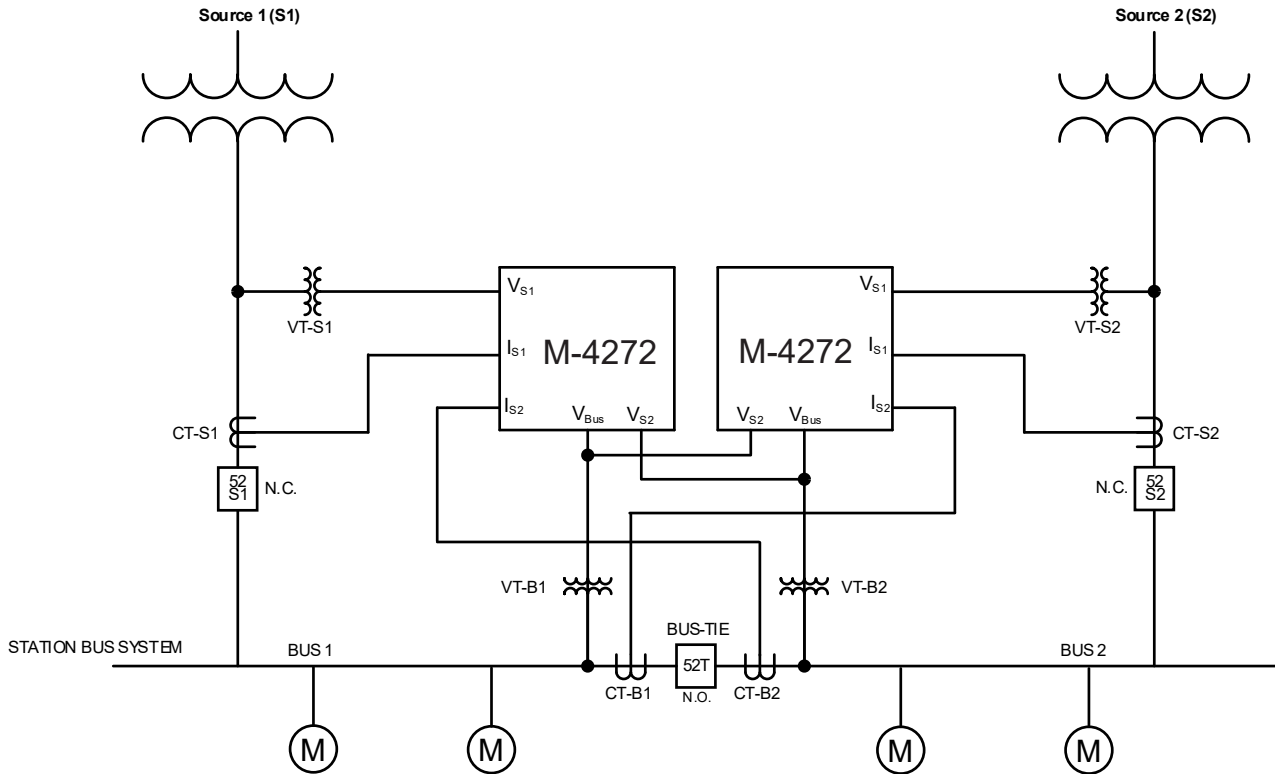 Source 1 (S1)
Source 2 (S2)
VT-S1
VS1
IS1
IS2
M-4272
VBus
VS2
M-4272
VS1
IS1
IS2
VS2
VBus
VT-S2
CT-S1
CT-S2
52
S1
N.C.
N.C.
52
S2
VT-B1
VT-B2
STATION BUS SYSTEM
BUS 1
BUS-TIE
BUS 2
52T
CT-B1
N.O.
CT-B2
M
M
M
M